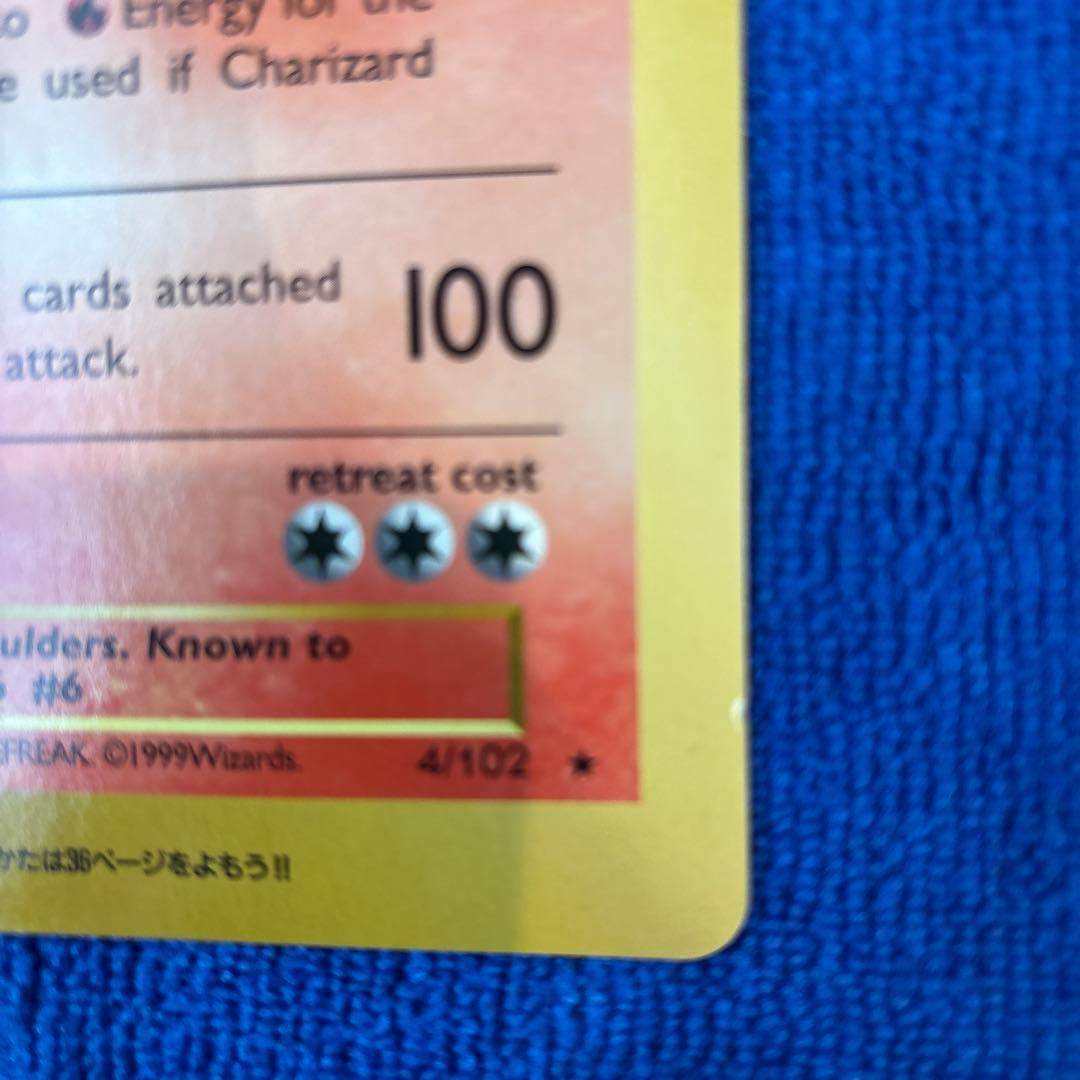 Energy for the
e used if Charizard
cards attached
100
attack.
retreat cost
ulders. Known to
#6
FREAK. ©1999Wizards.
4/102 ★
かたは36ページをよもう!!